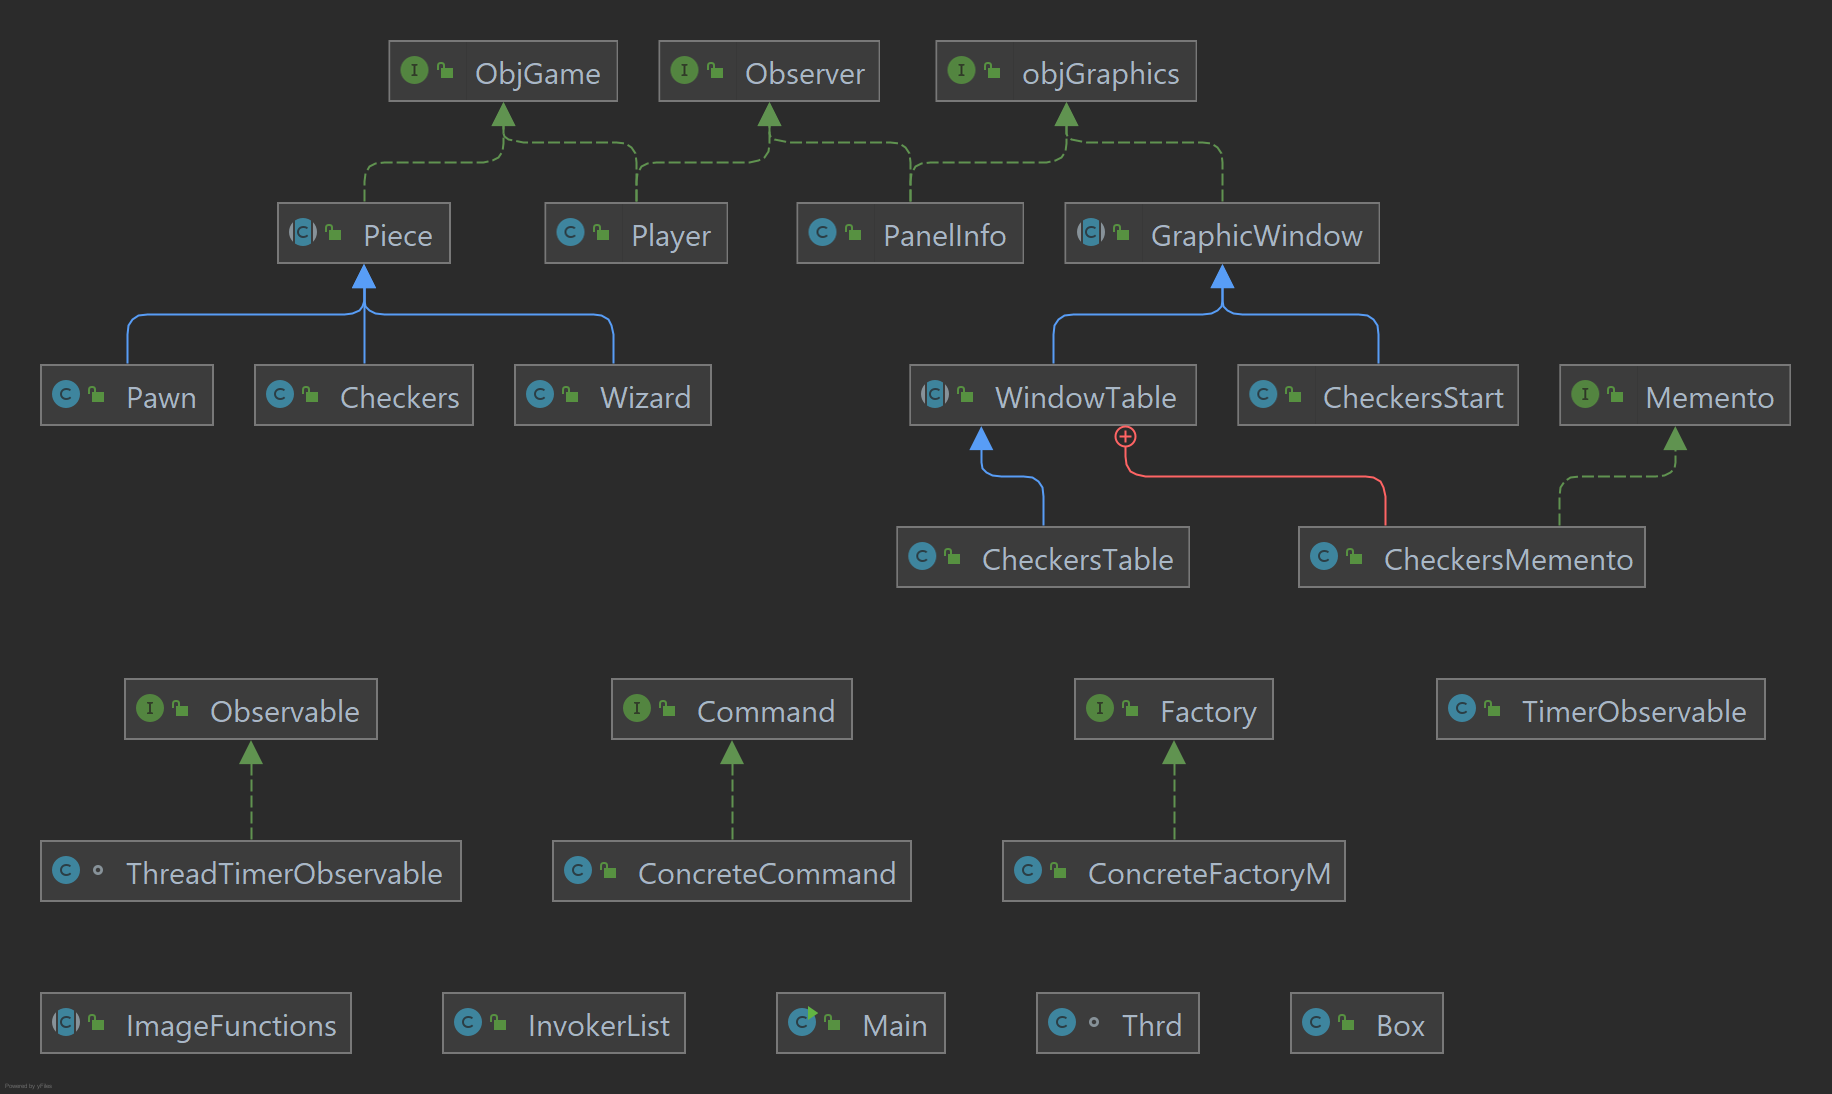 ObjGame
Observer
objGraphics
Piece
Player
PanelInfo
GraphicWindow
Pawn
Checkers
Wizard
WindowTable
CheckersStart
Memento
CheckersTable
CheckersMemento
Observable
Command
Factory
TimerObservable
ThreadTimerObservable
ConcreteCommand
ConcreteFactoryM
ImageFunctions
InvokerList
Main
Thrd
Box
Powered by yFiles